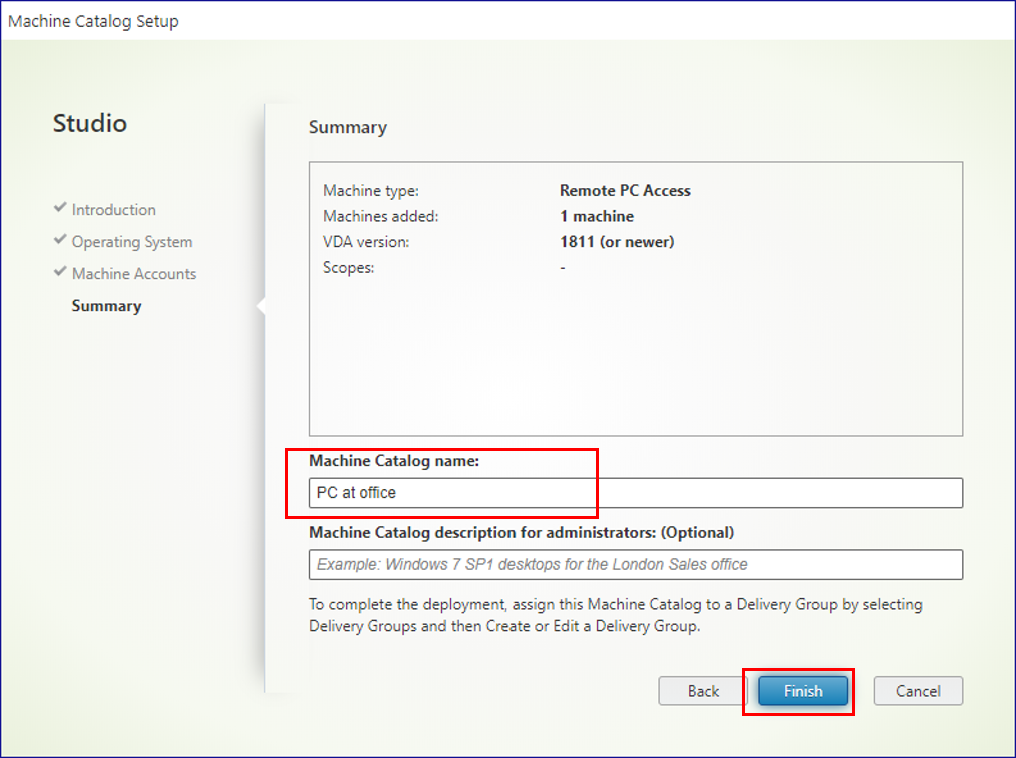 Machine Catalog Setup
Studio
Introduction
Operating System
Machine Accounts
Summary
Summary
Machine type: Remote PC Access
Machines added: 1 machine
VDA version: 1811 (or newer)
Scopes: -
Machine Catalog name:
PC at office
Machine Catalog description for administrators: (Optional)
Example: Windows 7 SP1 desktops for the London Sales office
To complete the deployment, assign this Machine Catalog to a Delivery Group by selecting
Delivery Groups and then Create or Edit a Delivery Group.
Back Finish Cancel